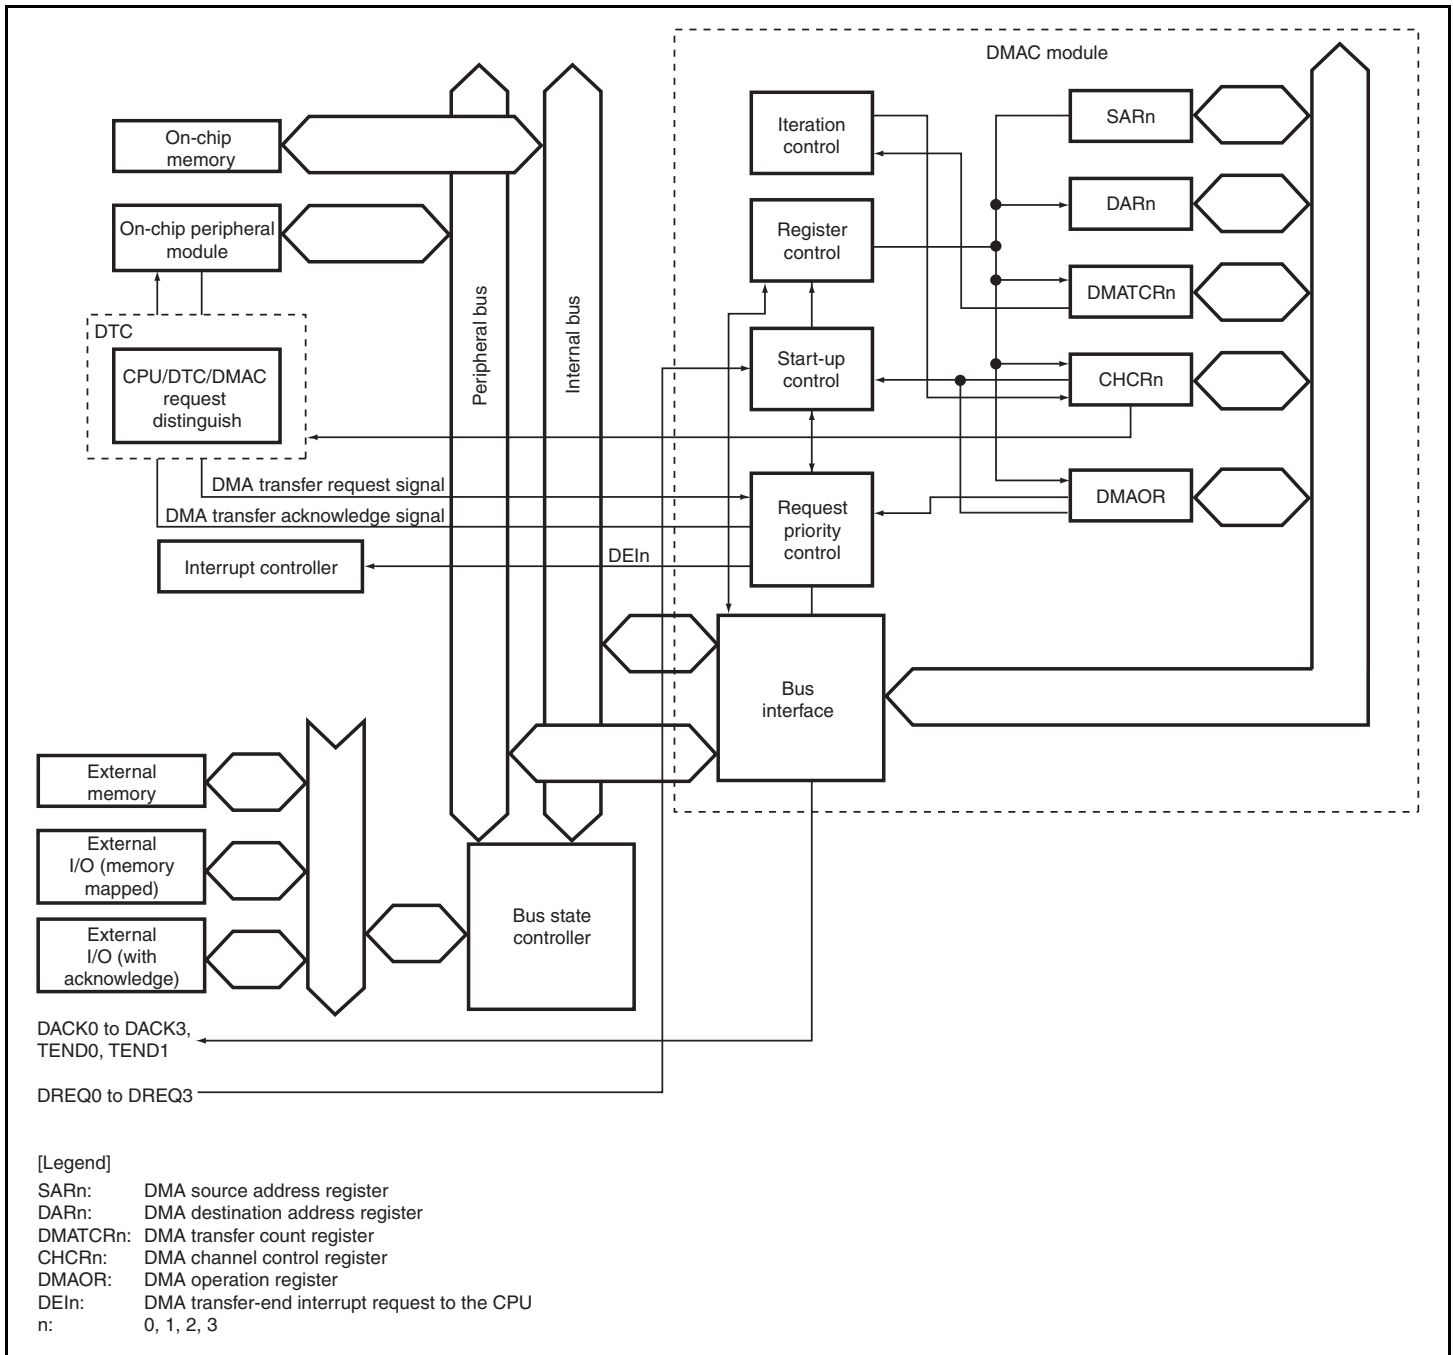 DMAC module
On-chip
memory
Iteration
control
SARn
On-chip peripheral
module
Register
control
DARn
DMATCRn
Peripheral bus
Internal bus
DTC
CPU/DTC/DMAC
request
distinguish
Start-up
control
CHCRn
DMA transfer request signal
DMA transfer acknowledge signal
Request
priority
control
DMAOR
Interrupt controller
DEIn
Bus
interface
External
memory
External
I/O (memory
mapped)
External
I/O (with
acknowledge)
Bus state
controller
DACK0 to DACK3,
TEND0, TEND1
DREQ0 to DREQ3
[Legend]
SARn: DMA source address register
DARn: DMA destination address register
DMATCRn: DMA transfer count register
CHCRn: DMA channel control register
DMAOR: DMA operation register
DEIn: DMA transfer-end interrupt request to the CPU
n: 0, 1, 2, 3